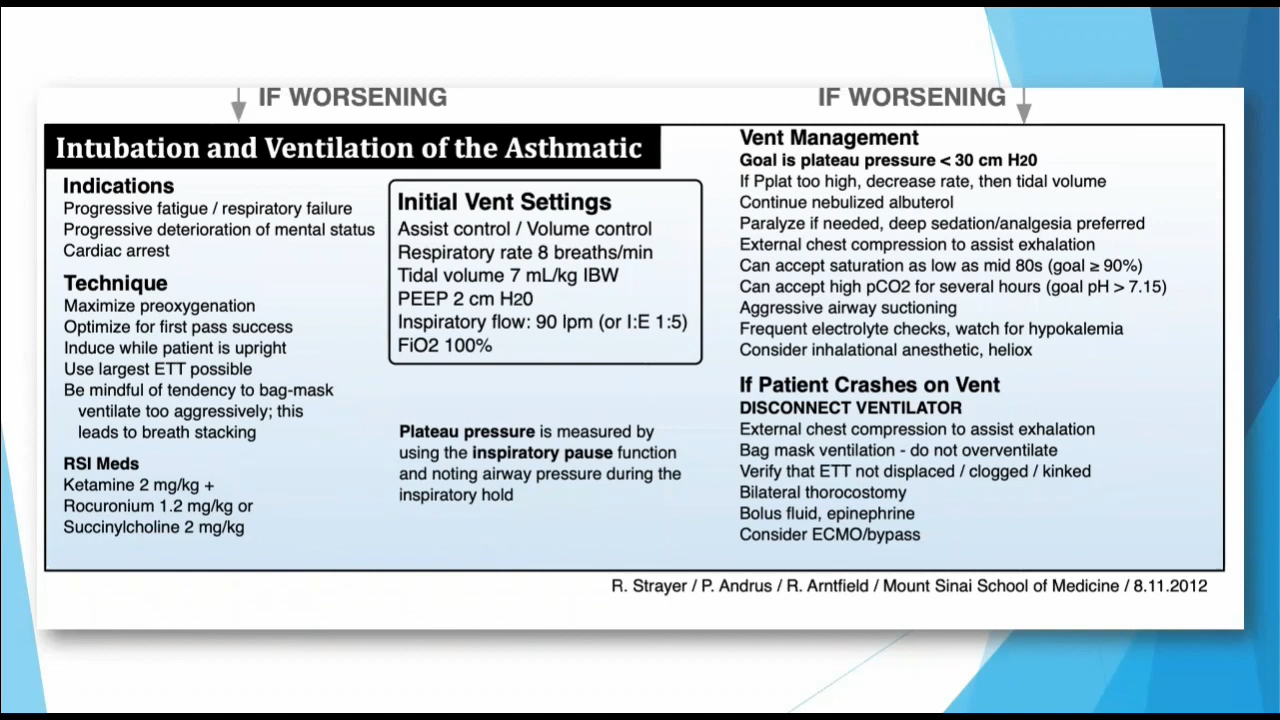 IF WORSENING
IF WORSENING
Intubation and Ventilation of the Asthmatic
Indications
Progressive fatigue / respiratory failure
Progressive deterioration of mental status
Cardiac arrest
Technique
Maximize preoxygenation
Optimize for first pass success
Induce while patient is upright
Use largest ETT possible
Be mindful of tendency to bag-mask
ventilate too aggressively; this
leads to breath stacking
RSI Meds
Ketamine 2 mg/kg +
Rocuronium 1.2 mg/kg or
Succinylcholine 2 mg/kg
Initial Vent Settings
Assist control / Volume control
Respiratory rate 8 breaths/min
Tidal volume 7 mL/kg IBW
PEEP 2 cm H20
Inspiratory flow: 90 lpm (or I:E 1:5)
FiO2 100%
Plateau pressure is measured by
using the inspiratory pause function
and noting airway pressure during the
inspiratory hold
Vent Management
Goal is plateau pressure < 30 cm H20
If Pplat too high, decrease rate, then tidal volume
Continue nebulized albuterol
Paralyze if needed, deep sedation/analgesia preferred
External chest compression to assist exhalation
Can accept saturation as low as mid 80s (goal ≥ 90%)
Can accept high pCO2 for several hours (goal pH > 7.15)
Aggressive airway suctioning
Frequent electrolyte checks, watch for hypokalemia
Consider inhalational anesthetic, heliox
If Patient Crashes on Vent
DISCONNECT VENTILATOR
External chest compression to assist exhalation
Bag mask ventilation - do not overventilate
Verify that ETT not displaced / clogged / kinked
Bilateral thorocostomy
Bolus fluid, epinephrine
Consider ECMO/bypass
R. Strayer / P. Andrus / R. Arntfield / Mount Sinai School of Medicine / 8.11.2012